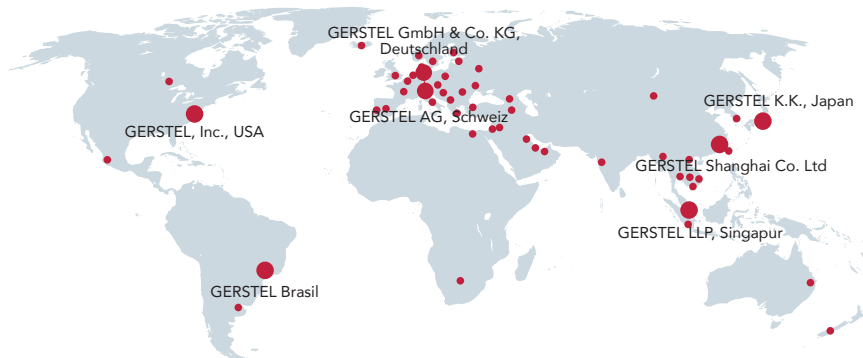 GERSTEL GmbH & Co. KG,
Deutschland
GERSTEL K.K., Japan
GERSTEL AG, Schweiz
GERSTEL, Inc., USA
GERSTEL Shanghai Co. Ltd
GERSTEL LLP, Singapur
GERSTEL Brasil